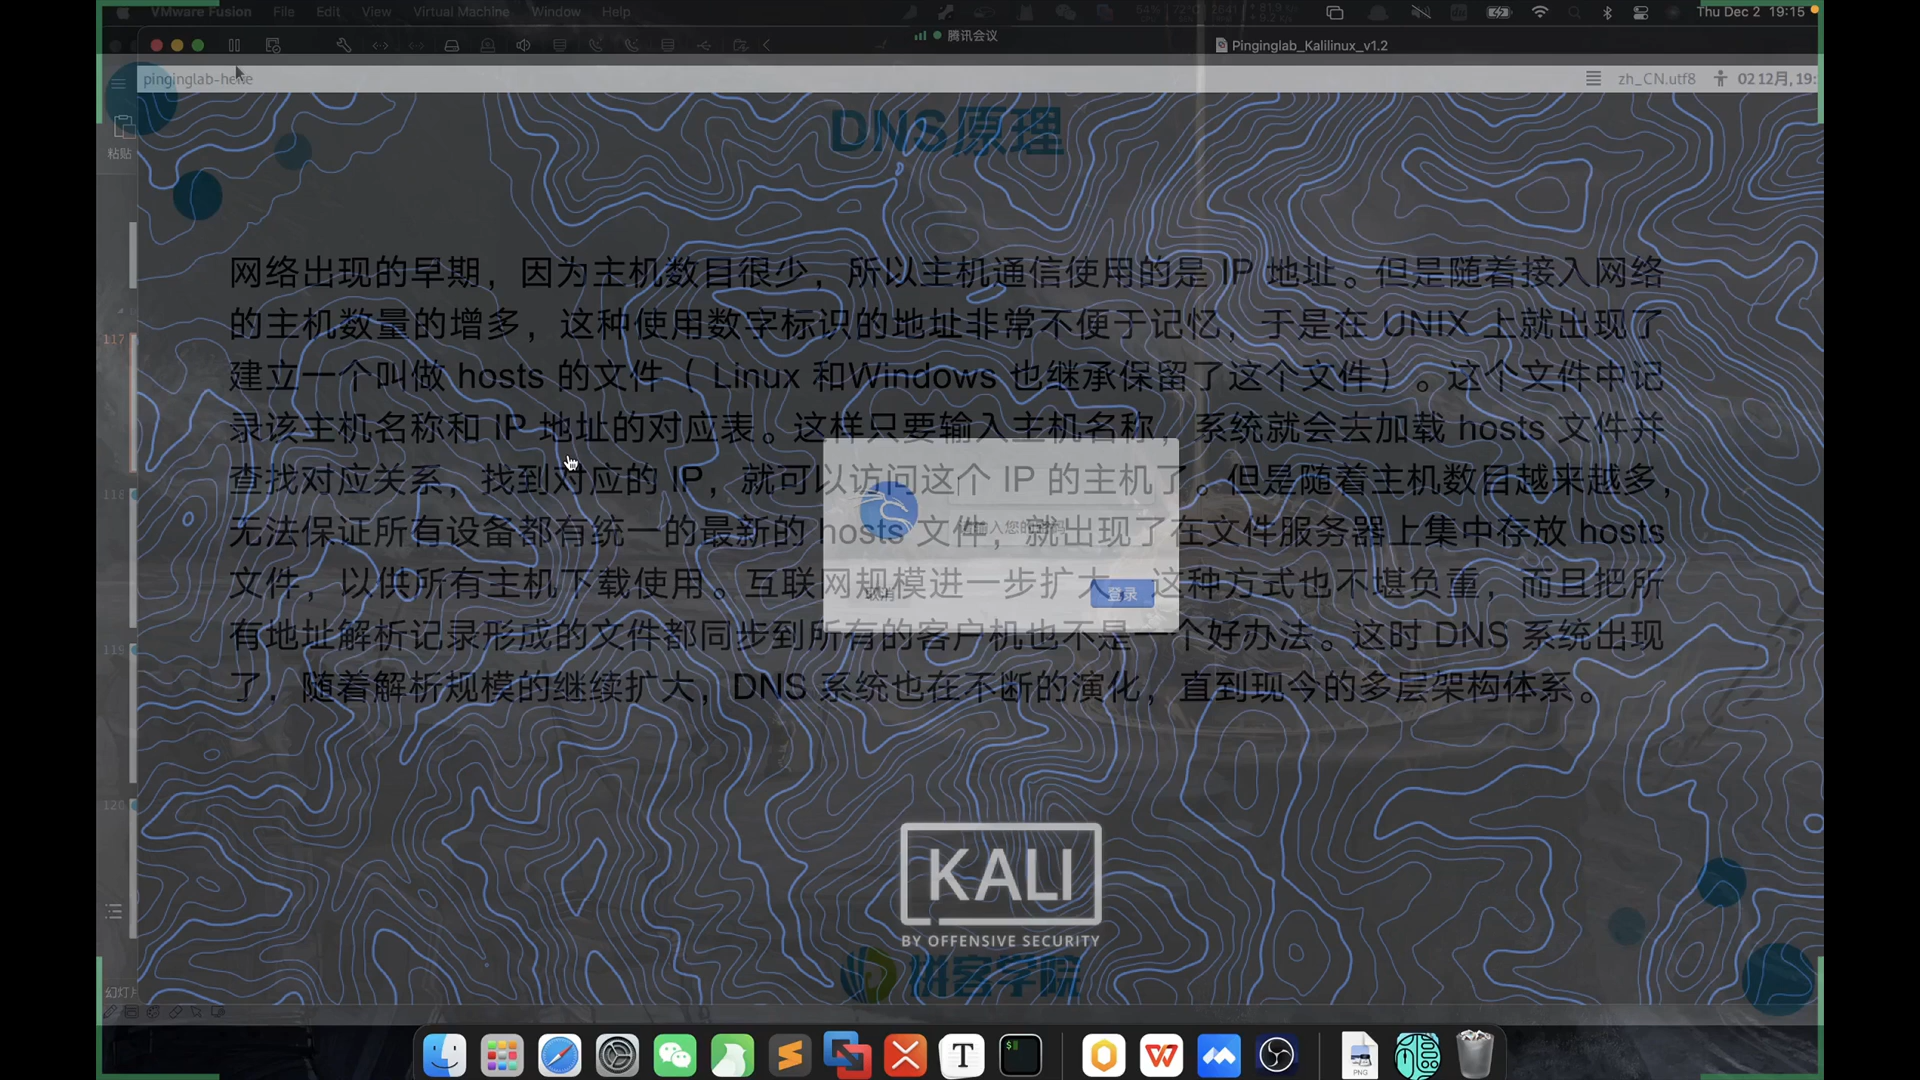 VMware Fusion File Edit View Virtual Machine Window Help
Thu Dec 2 19:15
腾讯会议
Pinginglab_Kalilinux_v1.2
zh_CN.utf8
02 12月, 19:
DNS原理
粘贴
网络出现的早期，因为主机数目很少，所以主机通信使用的是 IP 地址。但是随着接入网络
的主机数量的增多，这种使用数字标识的地址非常不便于记忆，于是在 UNIX 上就出现了
117
建立一个叫做 hosts 的文件（ Linux 和Windows 也继承保留了这个文件）。这个文件中记
录该主机名称和 IP 地址的对应表。这样只要输入主机名称，系统就会去加载 hosts 文件并
查找对应关系，找到对应的 IP，就可以访问这个 IP 的主机了。但是随着主机数目越来越多，
118
无法保证所有设备都有统一的最新的 hosts 文件，就出现了在文件服务器上集中存放 hosts
文件，以供所有主机下载使用。互联网规模进一步扩大，这种方式也不堪负重，而且把所
取消
登录
有地址解析记录形成的文件都同步到所有的客户机也不是一个好办法。这时 DNS 系统出现
119
了，随着解析规模的继续扩大，DNS 系统也在不断的演化，直到现今的多层架构体系。
120
KALI
BY OFFENSIVE SECURITY
拼客学院
幻灯片
PNG